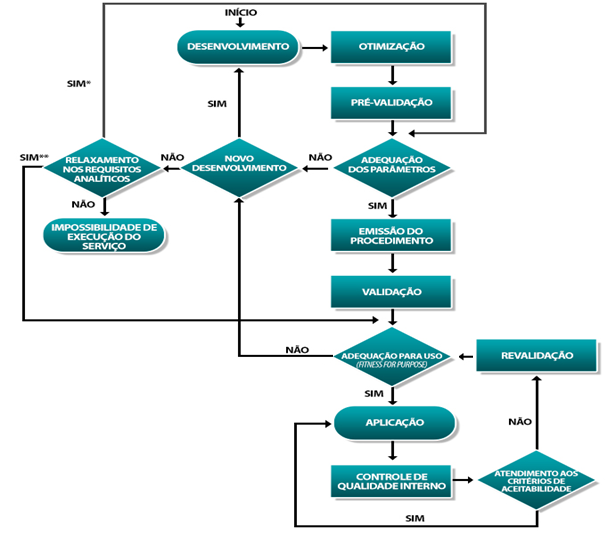 INÍCIO
DESENVOLVIMENTO
OTIMIZAÇÃO
SIM*
PRÉ-VALIDAÇÃO
SIM
SIM**
RELAXAMENTO
NOS REQUISITOS
ANALÍTICOS
NÃO
NOVO
DESENVOLVIMENTO
NÃO
ADEQUAÇÃO
DOS PARÂMETROS
NÃO
SIM
IMPOSSIBILIDADE DE
EXECUÇÃO DO
SERVIÇO
EMISSÃO DO
PROCEDIMENTO
VALIDAÇÃO
NÃO
ADEQUAÇÃO PARA USO
(FITNESS FOR PURPOSE)
REVALIDAÇÃO
SIM
APLICAÇÃO
NÃO
CONTROLE DE
QUALIDADE INTERNO
ATENDIMENTO AOS
CRITÉRIOS DE
ACEITABILIDADE
SIM